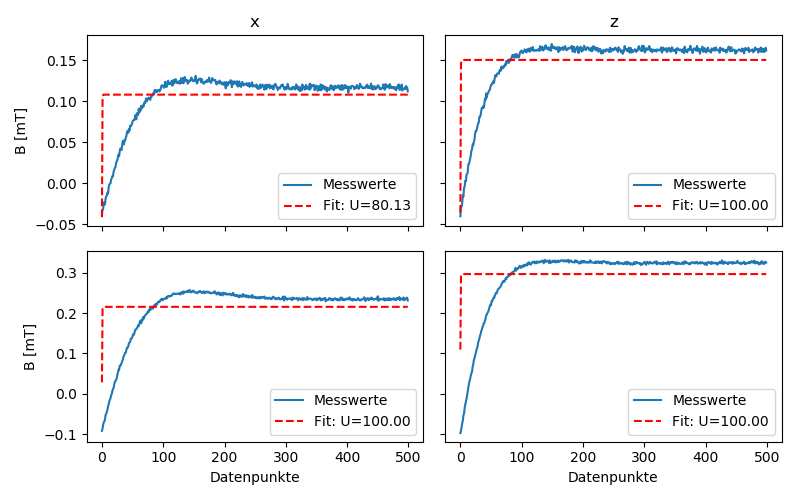 x
z
B [mT]
0.15
0.10
0.05
0.00
−0.05
Messwerte
Fit: U=80.13
Messwerte
Fit: U=100.00
B [mT]
0.3
0.2
0.1
0.0
−0.1
Messwerte
Fit: U=100.00
Messwerte
Fit: U=100.00
0 100 200 300 400 500
0 100 200 300 400 500
Datenpunkte
Datenpunkte